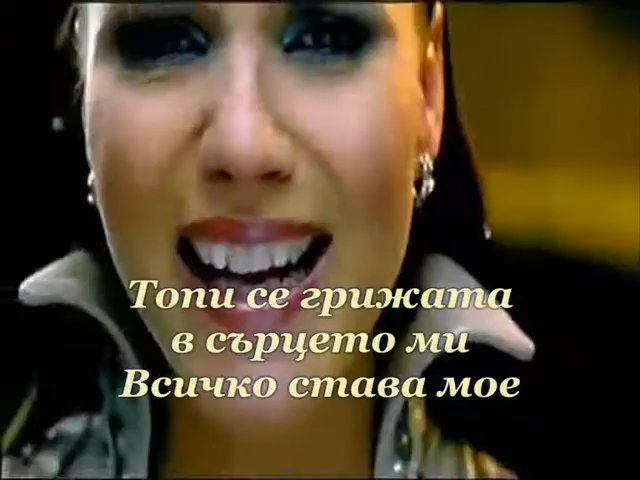 Топи се грижата
в сърцето ми
Всичко става мое